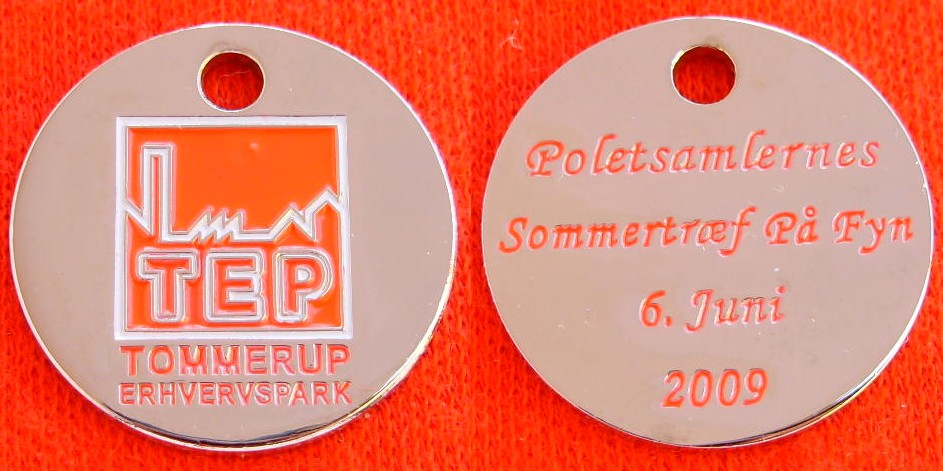 TEP
TOMMERUP
ERHVERVSPARK
Poletsamlernes
Sommertræf På Fyn
6. Juni
2009